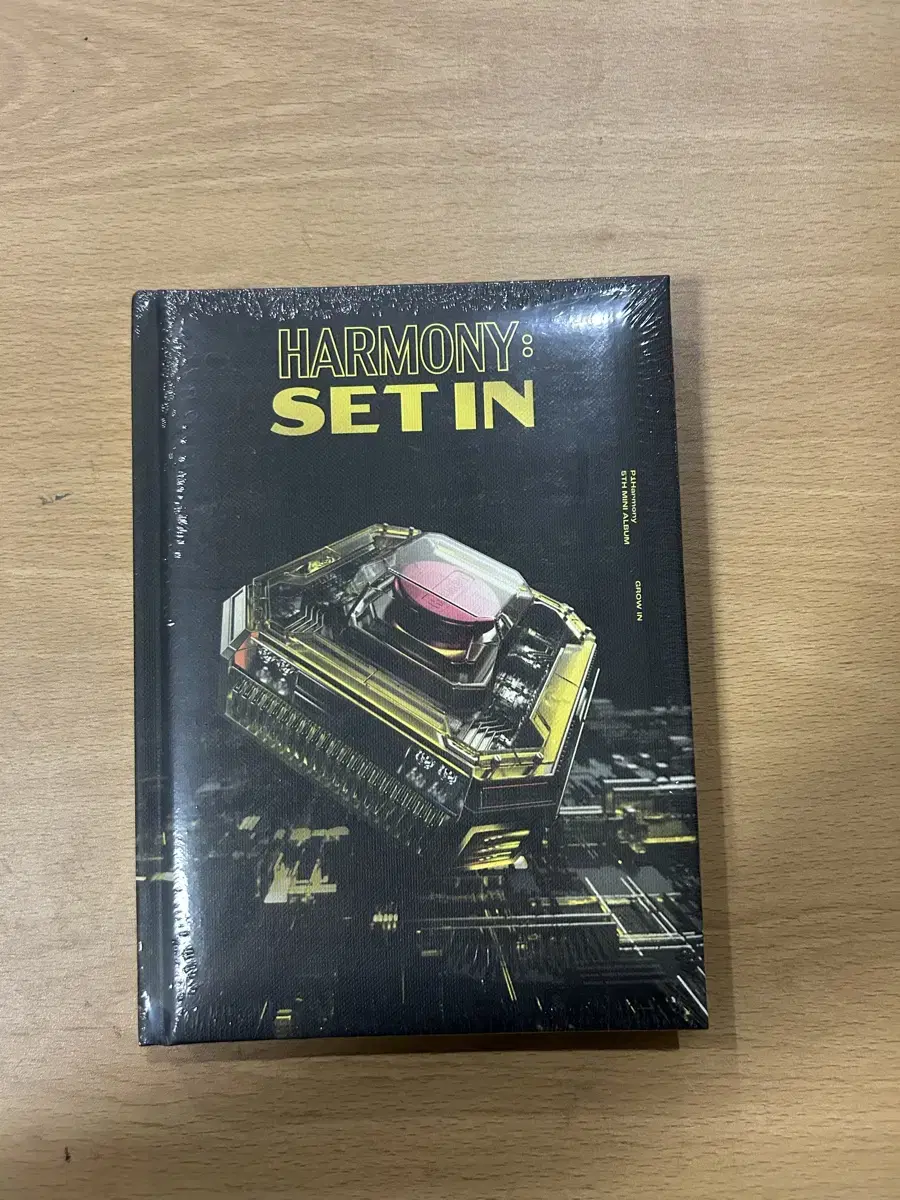 HARMONY:
SET IN
P1Harmony
5TH MINI ALBUM
GROW IN